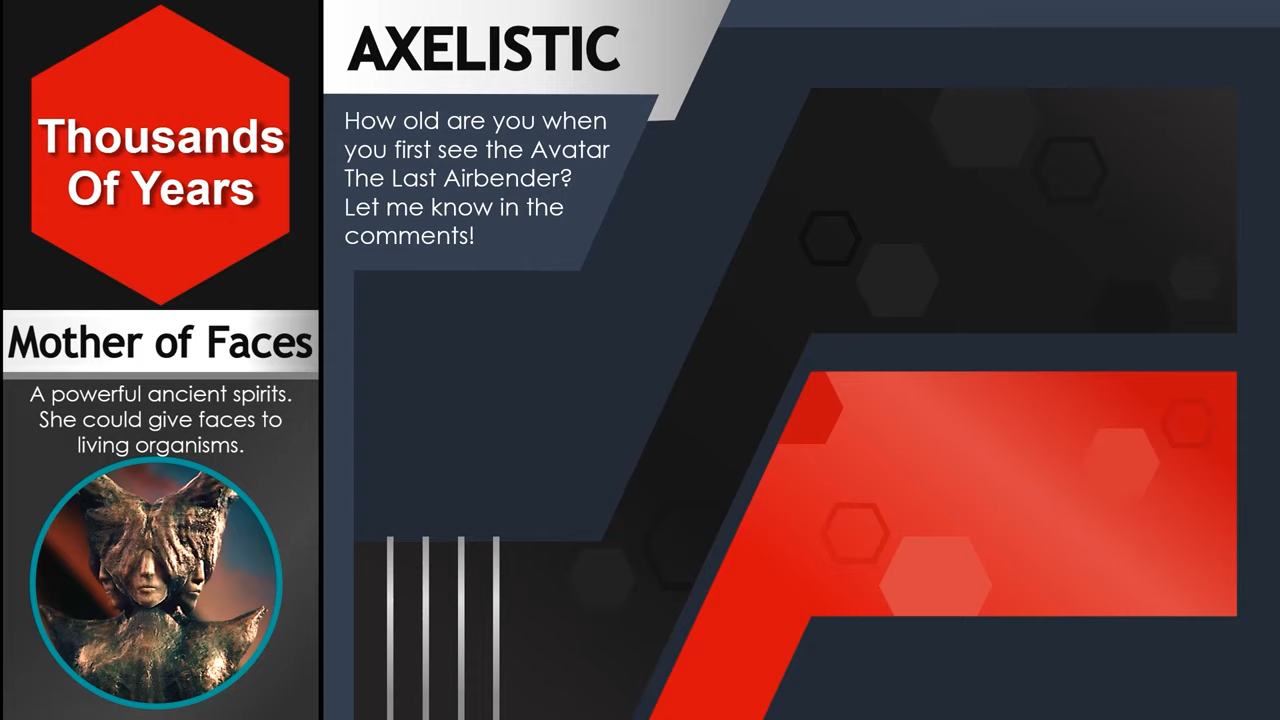 Thousands
Of Years
Mother of Faces
A powerful ancient spirits.
She could give faces to
living organisms.
AXELISTIC
How old are you when
you first see the Avatar
The Last Airbender?
Let me know in the
comments!